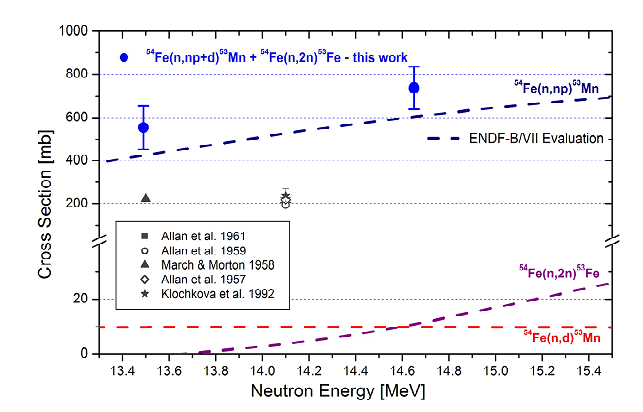 1000
800
600
400
200
20
0
Cross Section [mb]
⁵⁴Fe(n,np+d)⁵³Mn + ⁵⁴Fe(n,2n)⁵³Fe - this work
⁵⁴Fe(n,np)⁵³Mn
ENDF-B/VII Evaluation
Allan et al. 1961
Allan et al. 1959
March & Morton 1958
Allan et al. 1957
Klochkova et al. 1992
⁵⁴Fe(n,2n)⁵³Fe
⁵⁴Fe(n,d)⁵³Mn
13.4 13.6 13.8 14.0 14.2 14.4 14.6 14.8 15.0 15.2 15.4
Neutron Energy [MeV]